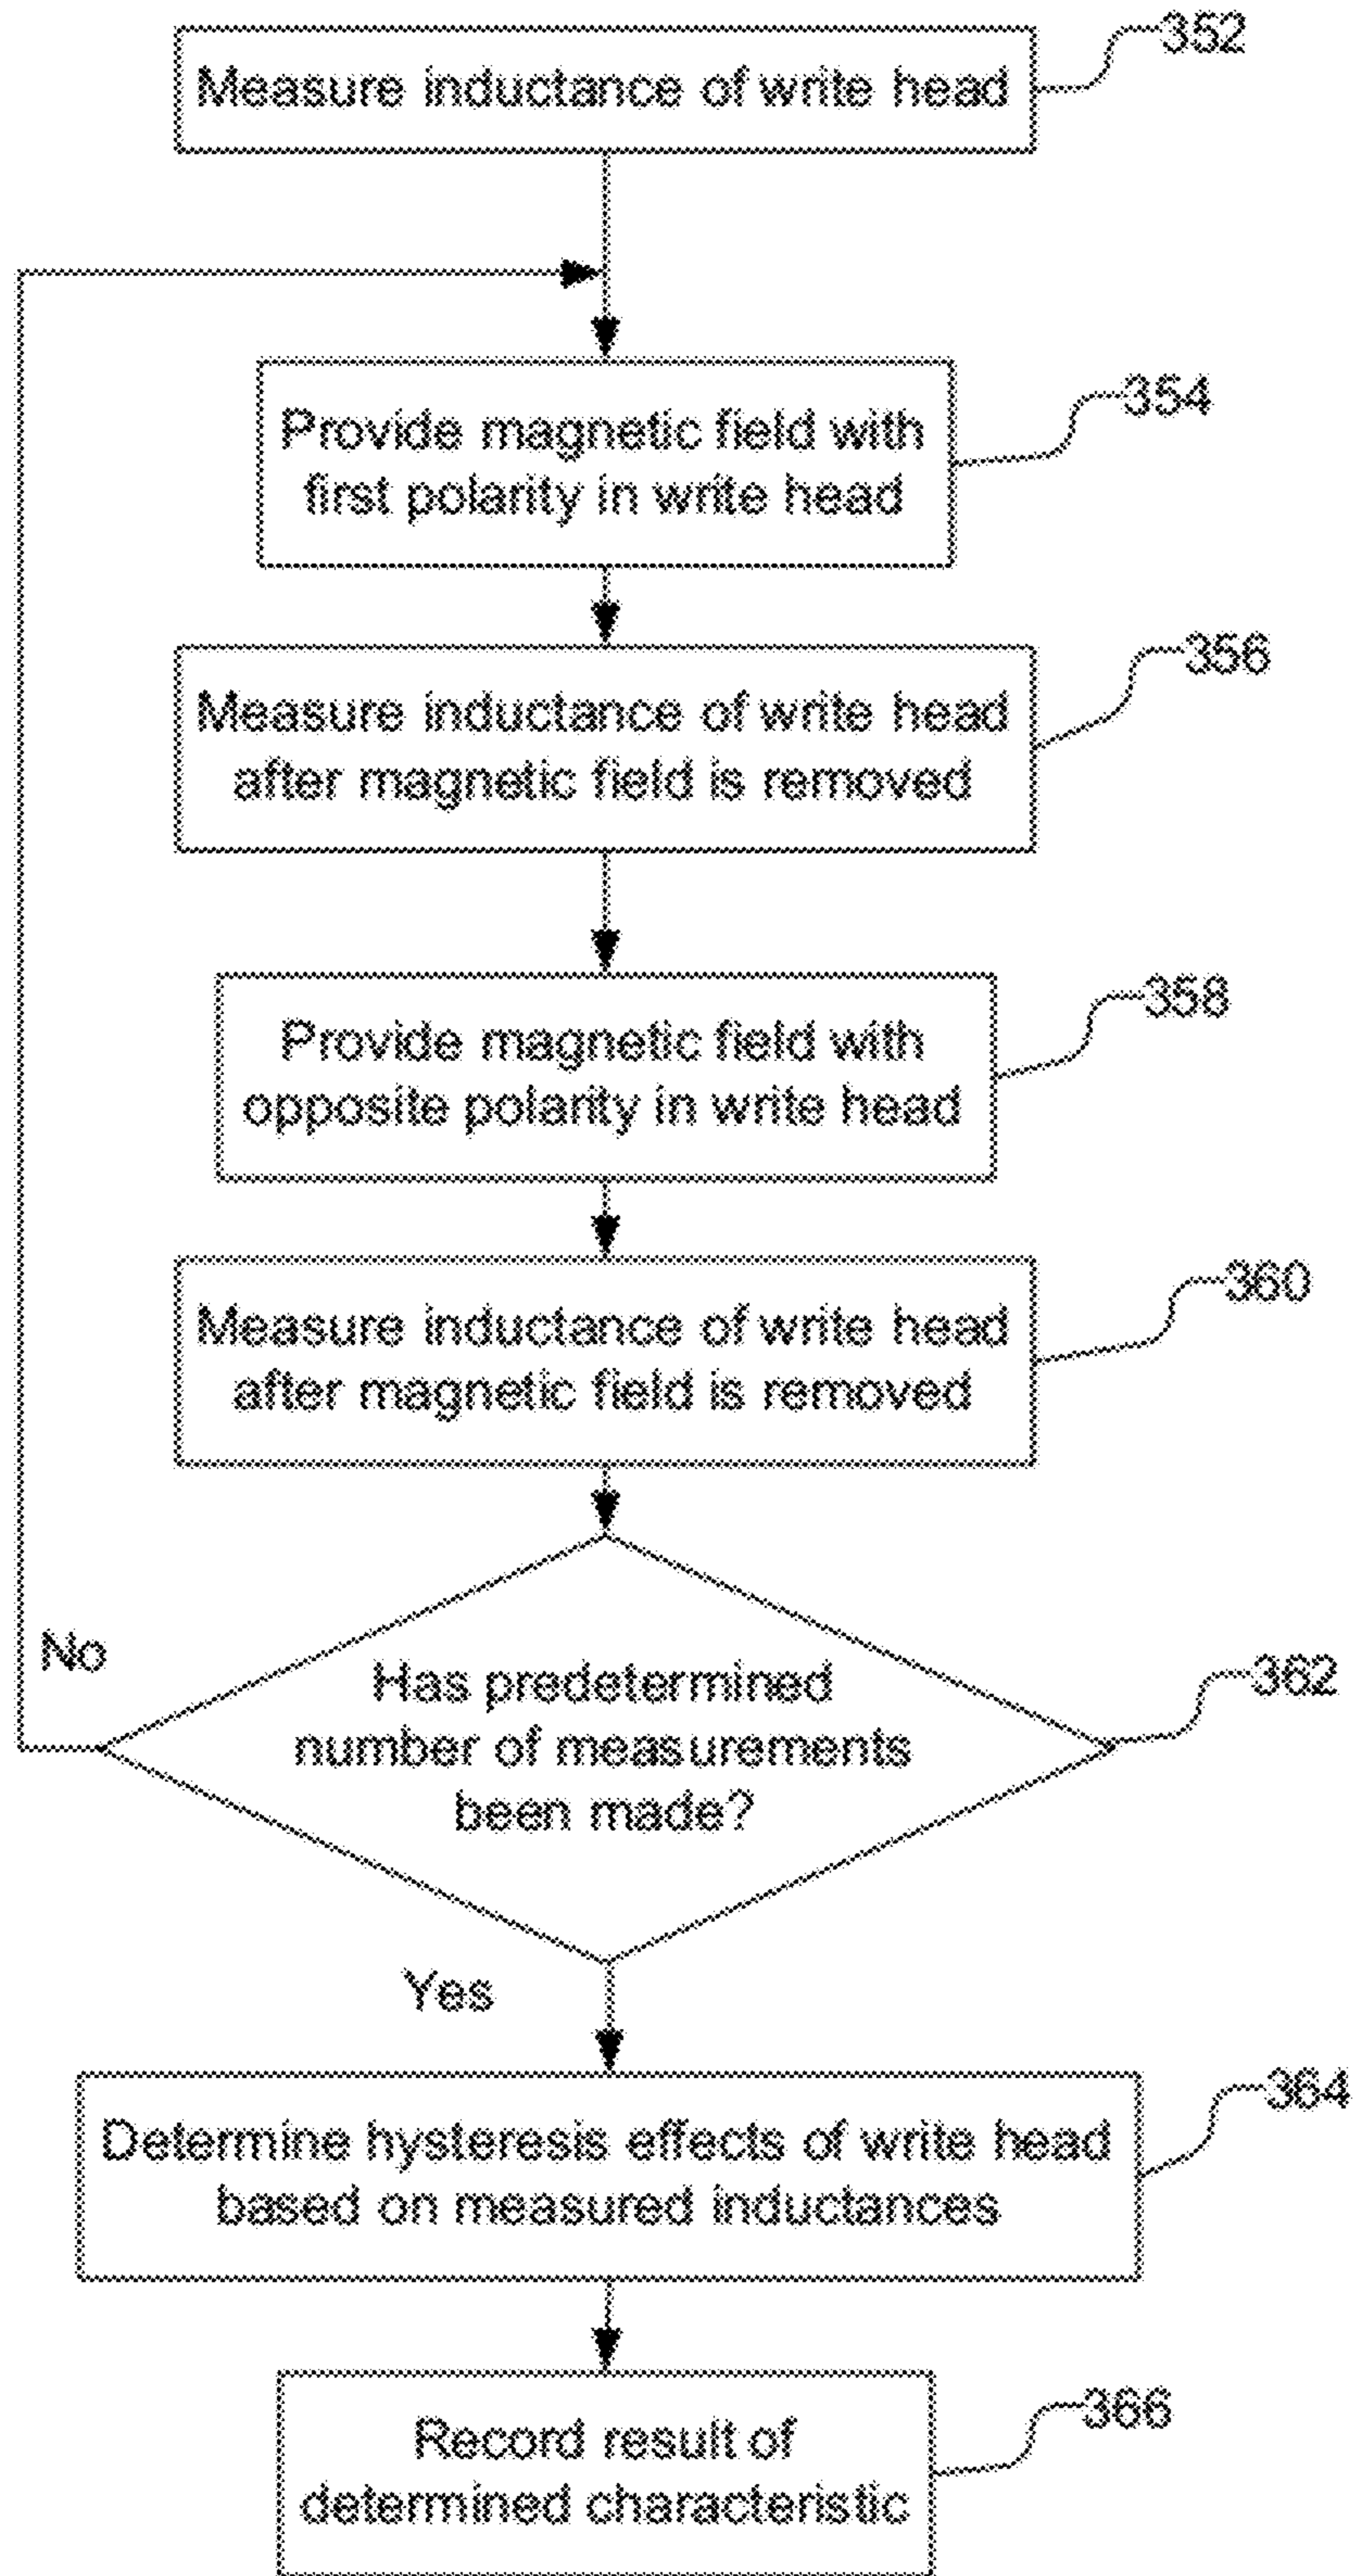 352
Measure inductance of write head
354
Provide magnetic field with
first polarity in write head
356
Measure inductance of write head
after magnetic field is removed
358
Provide magnetic field with
opposite polarity in write head
360
Measure inductance of write head
after magnetic field is removed
No
362
Has predetermined
number of measurements
been made?
Yes
364
Determine hysteresis effects of write head
based on measured inductances
366
Record result of
determined characteristic